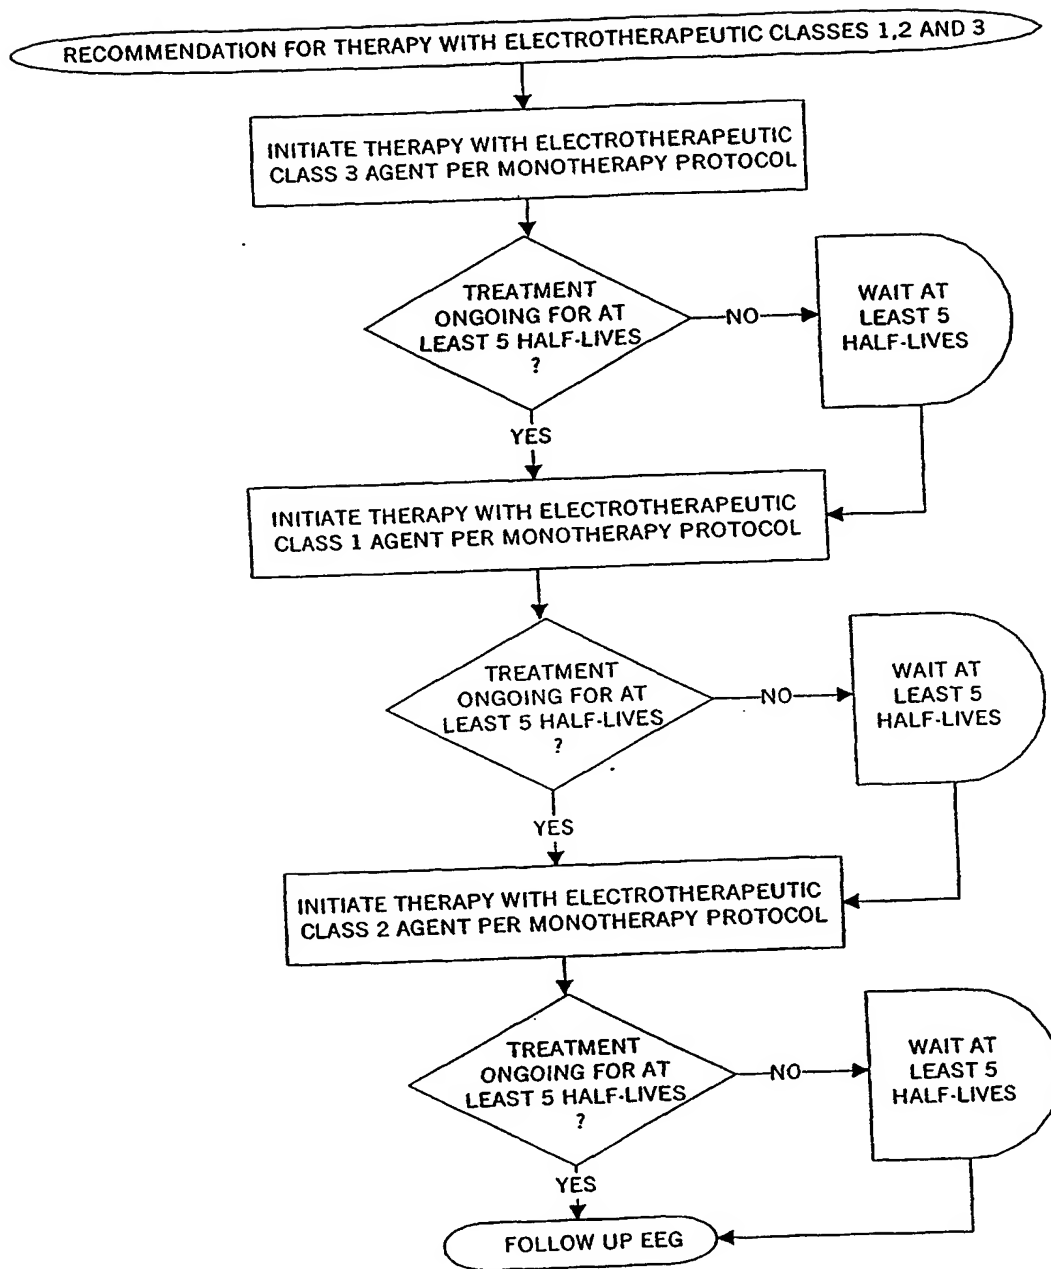 RECOMMENDATION FOR THERAPY WITH ELECTROTHERAPEUTIC CLASSES 1,2 AND 3
INITIATE THERAPY WITH ELECTROTHERAPEUTIC
CLASS 3 AGENT PER MONOTHERAPY PROTOCOL
TREATMENT
ONGOING FOR AT
LEAST 5 HALF-LIVES
?
NO
WAIT AT
LEAST 5
HALF-LIVES
YES
INITIATE THERAPY WITH ELECTROTHERAPEUTIC
CLASS 1 AGENT PER MONOTHERAPY PROTOCOL
TREATMENT
ONGOING FOR AT
LEAST 5 HALF-LIVES
?
NO
WAIT AT
LEAST 5
HALF-LIVES
YES
INITIATE THERAPY WITH ELECTROTHERAPEUTIC
CLASS 2 AGENT PER MONOTHERAPY PROTOCOL
TREATMENT
ONGOING FOR AT
LEAST 5 HALF-LIVES
?
NO
WAIT AT
LEAST 5
HALF-LIVES
YES
FOLLOW UP EEG